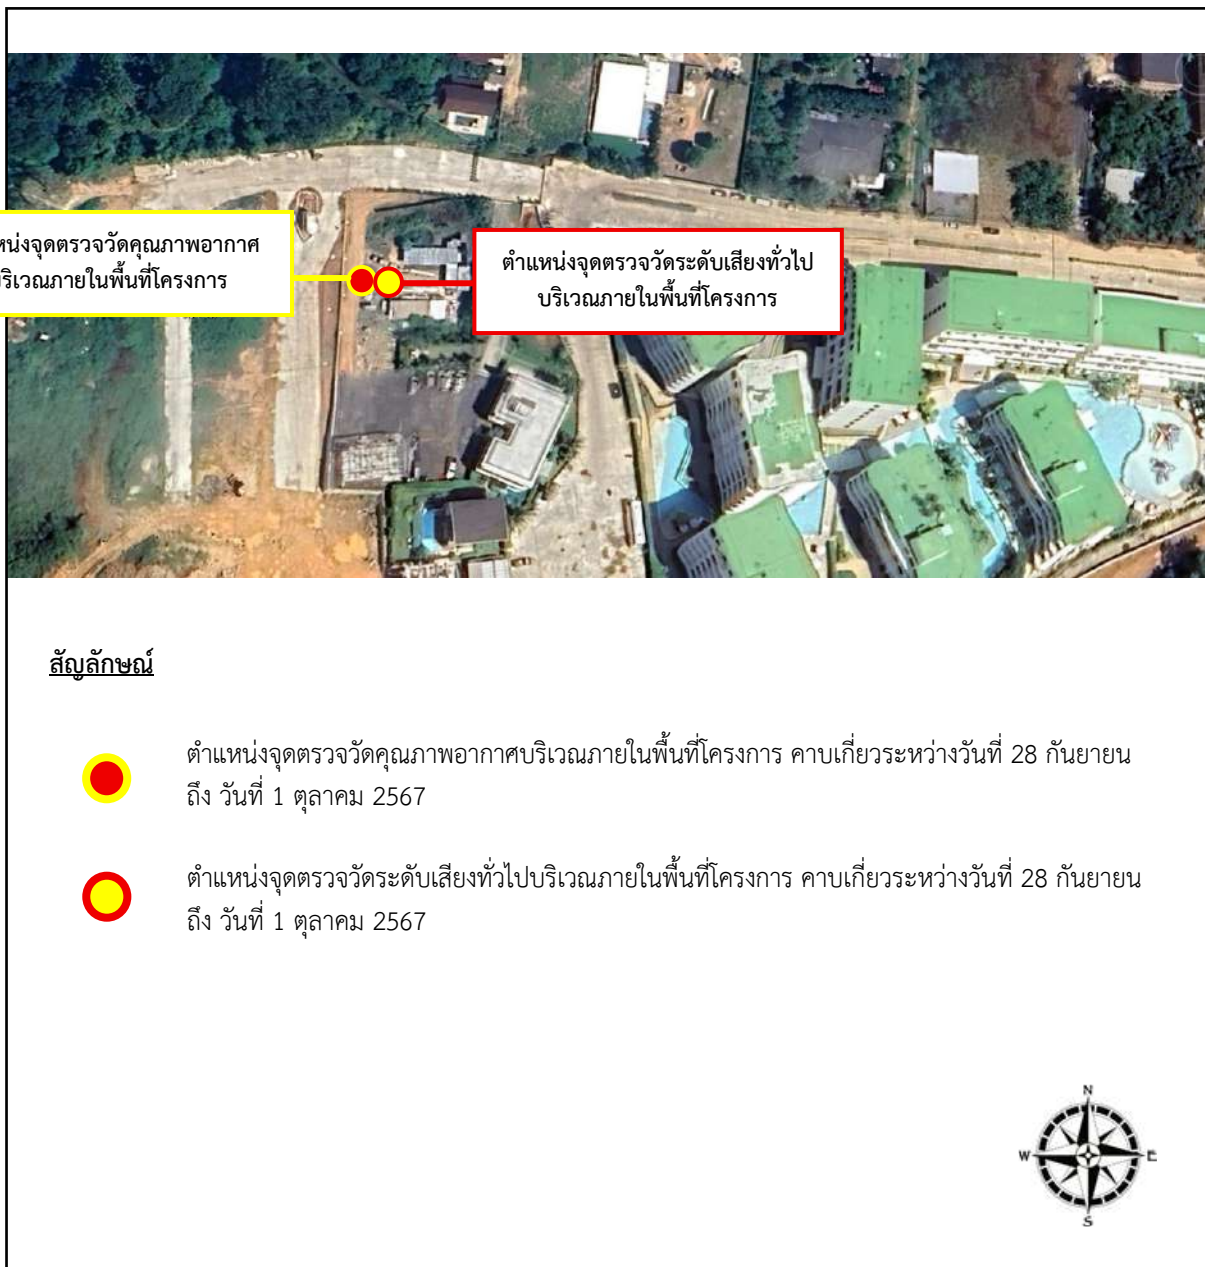 คุณภาพอากาศ
บริเวณภายในพื้นที่โครงการ
ตำแหน่งจุดตรวจวัดระดับเสียงทั่วไป
บริเวณภายในพื้นที่โครงการ
สัญลักษณ์
ตำแหน่งจุดตรวจวัดคุณภาพอากาศบริเวณภายในพื้นที่โครงการ คาบเกี่ยวระหว่างวันที่ 28 กันยายน
ถึง วันที่ 1 ตุลาคม 2567
ตำแหน่งจุดตรวจวัดระดับเสียงทั่วไปบริเวณภายในพื้นที่โครงการ คาบเกี่ยวระหว่างวันที่ 28 กันยายน
ถึง วันที่ 1 ตุลาคม 2567
N
W E
S